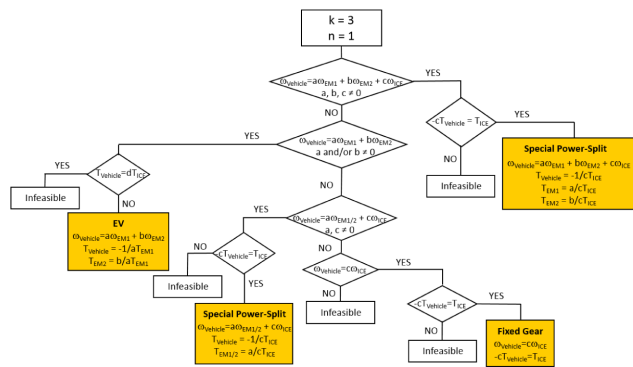 k = 3
n = 1
ωVehicle=aωEM1 + bωEM2 + cωICE
a, b, c ≠ 0
YES
NO
-cTVehicle = TICE
YES
NO
Infeasible
Special Power-Split
ωVehicle=aωEM1 + bωEM2 + cωICE
TVehicle = -1/cTICE
TEM1 = a/cTICE
TEM2 = b/cTICE
YES
ωVehicle=aωEM1 + bωEM2
a and/or b ≠ 0
NO
YES
TVehicle=dTICE
NO
Infeasible
EV
ωVehicle=aωEM1 + bωEM2
TVehicle = -1/aTEM1
TEM2 = b/aTEM1
YES
ωVehicle=aωEM1/2 + cωICE
a, c ≠ 0
NO
NO
-cTVehicle=TICE
YES
Infeasible
Special Power-Split
ωVehicle=aωEM1/2 + cωICE
TVehicle = -1/cTICE
TEM1/2 = a/cTICE
ωVehicle=cωICE
YES
NO
Infeasible
-cTVehicle=TICE
YES
NO
Infeasible
Fixed Gear
ωVehicle=cωICE
-cTVehicle=TICE